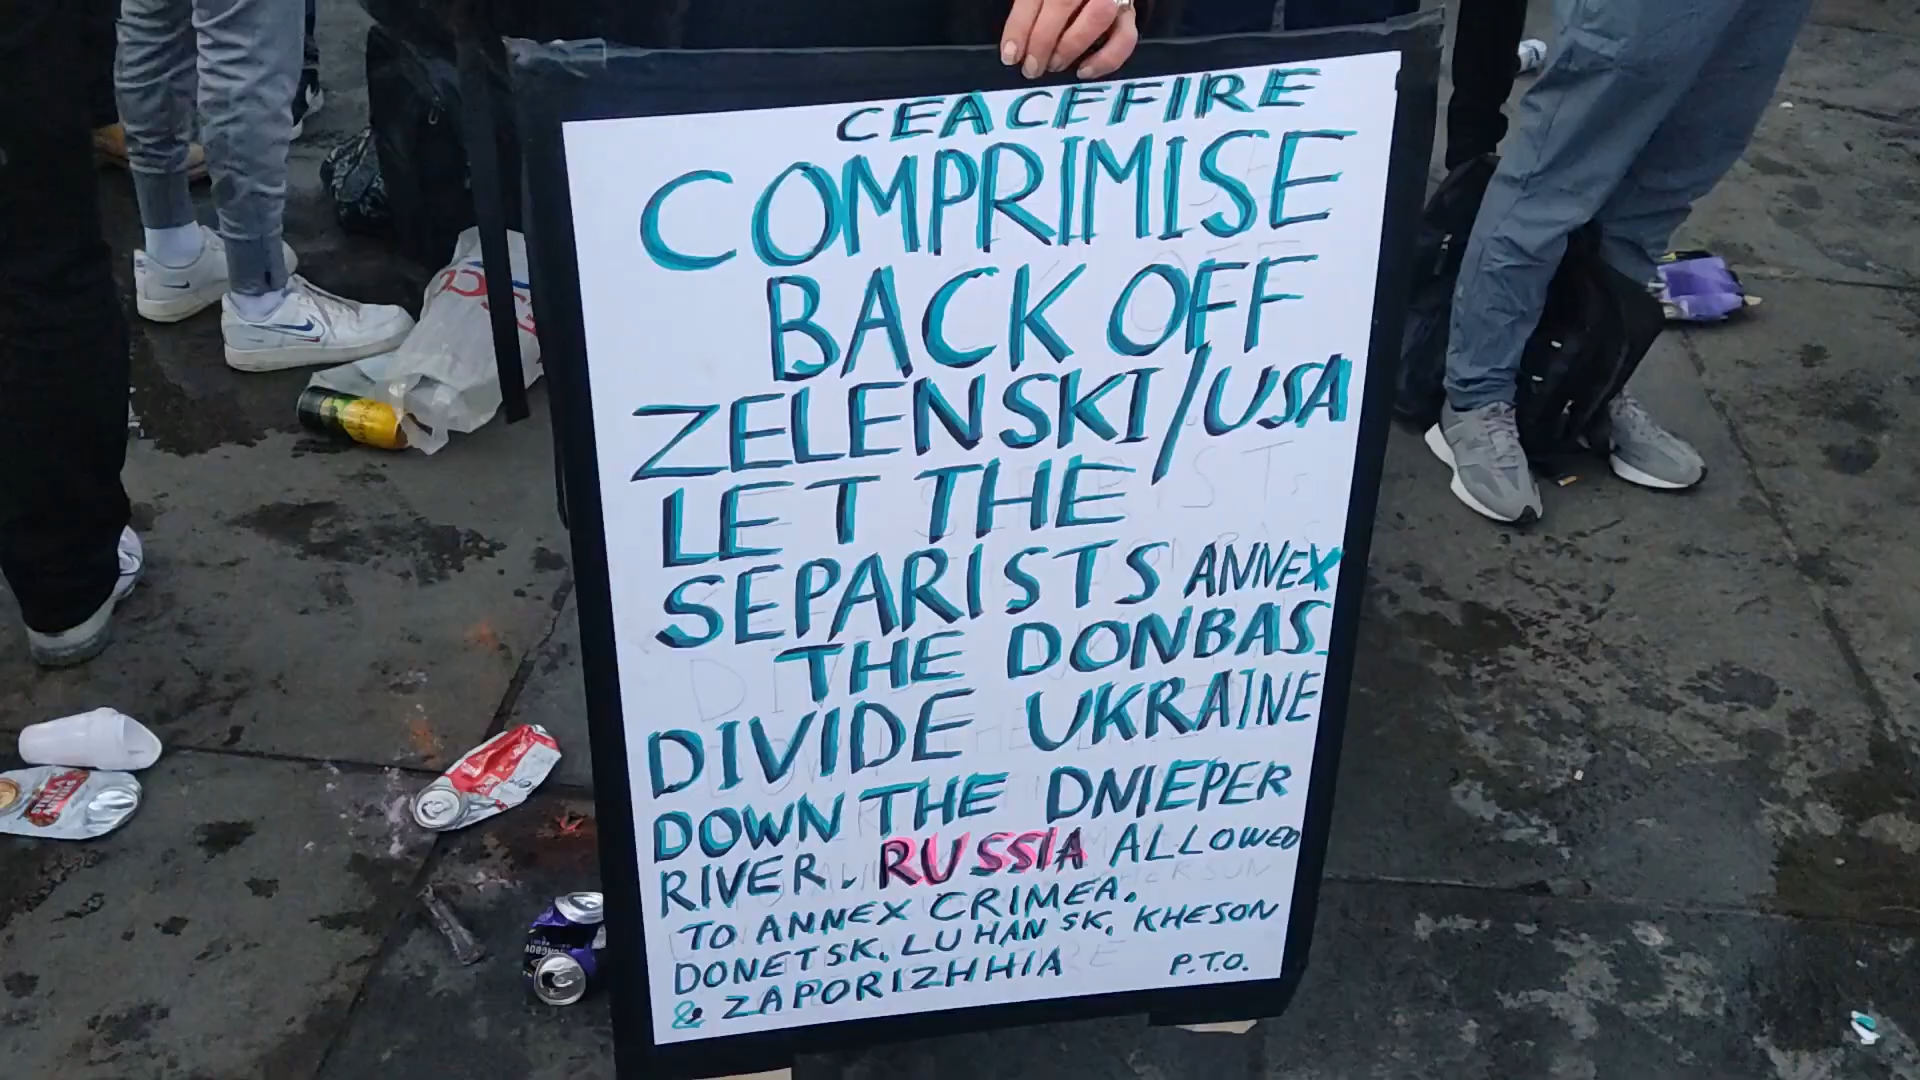 CEACEFIRE
COMPRIMISE
BACK OFF
ZELENSKI/USA
LET THE
SEPARISTS ANNEX
THE DONBAS.
DIVIDE UKRAINE
DOWN THE DNIEPER
RIVER. RUSSIA ALLOWED
TO ANNEX CRIMEA.
DONETSK, LUHANSK, KHESON
& ZAPORIZHHIA P.T.O.